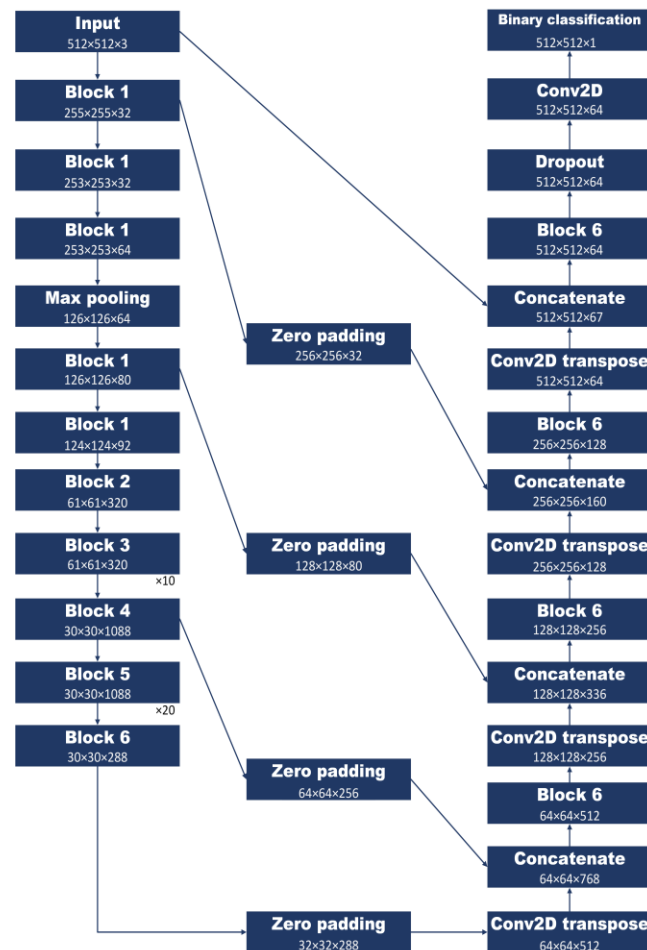 Input
512×512×3
Block 1
255×255×32
Block 1
253×253×32
Block 1
253×253×64
Max pooling
126×126×64
Block 1
126×126×80
Block 1
124×124×92
Block 2
61×61×320
Block 3
61×61×320
×10
Block 4
30×30×1088
Block 5
30×30×1088
×20
Block 6
30×30×288
Zero padding
256×256×32
Zero padding
128×128×80
Zero padding
64×64×256
Zero padding
32×32×288
Binary classification
512×512×1
Conv2D
512×512×64
Dropout
512×512×64
Block 6
512×512×64
Concatenate
512×512×67
Conv2D transpose
512×512×64
Block 6
256×256×128
Concatenate
256×256×160
Conv2D transpose
256×256×128
Block 6
128×128×256
Concatenate
128×128×336
Conv2D transpose
128×128×256
Block 6
64×64×512
Concatenate
64×64×768
Conv2D transpose
64×64×512